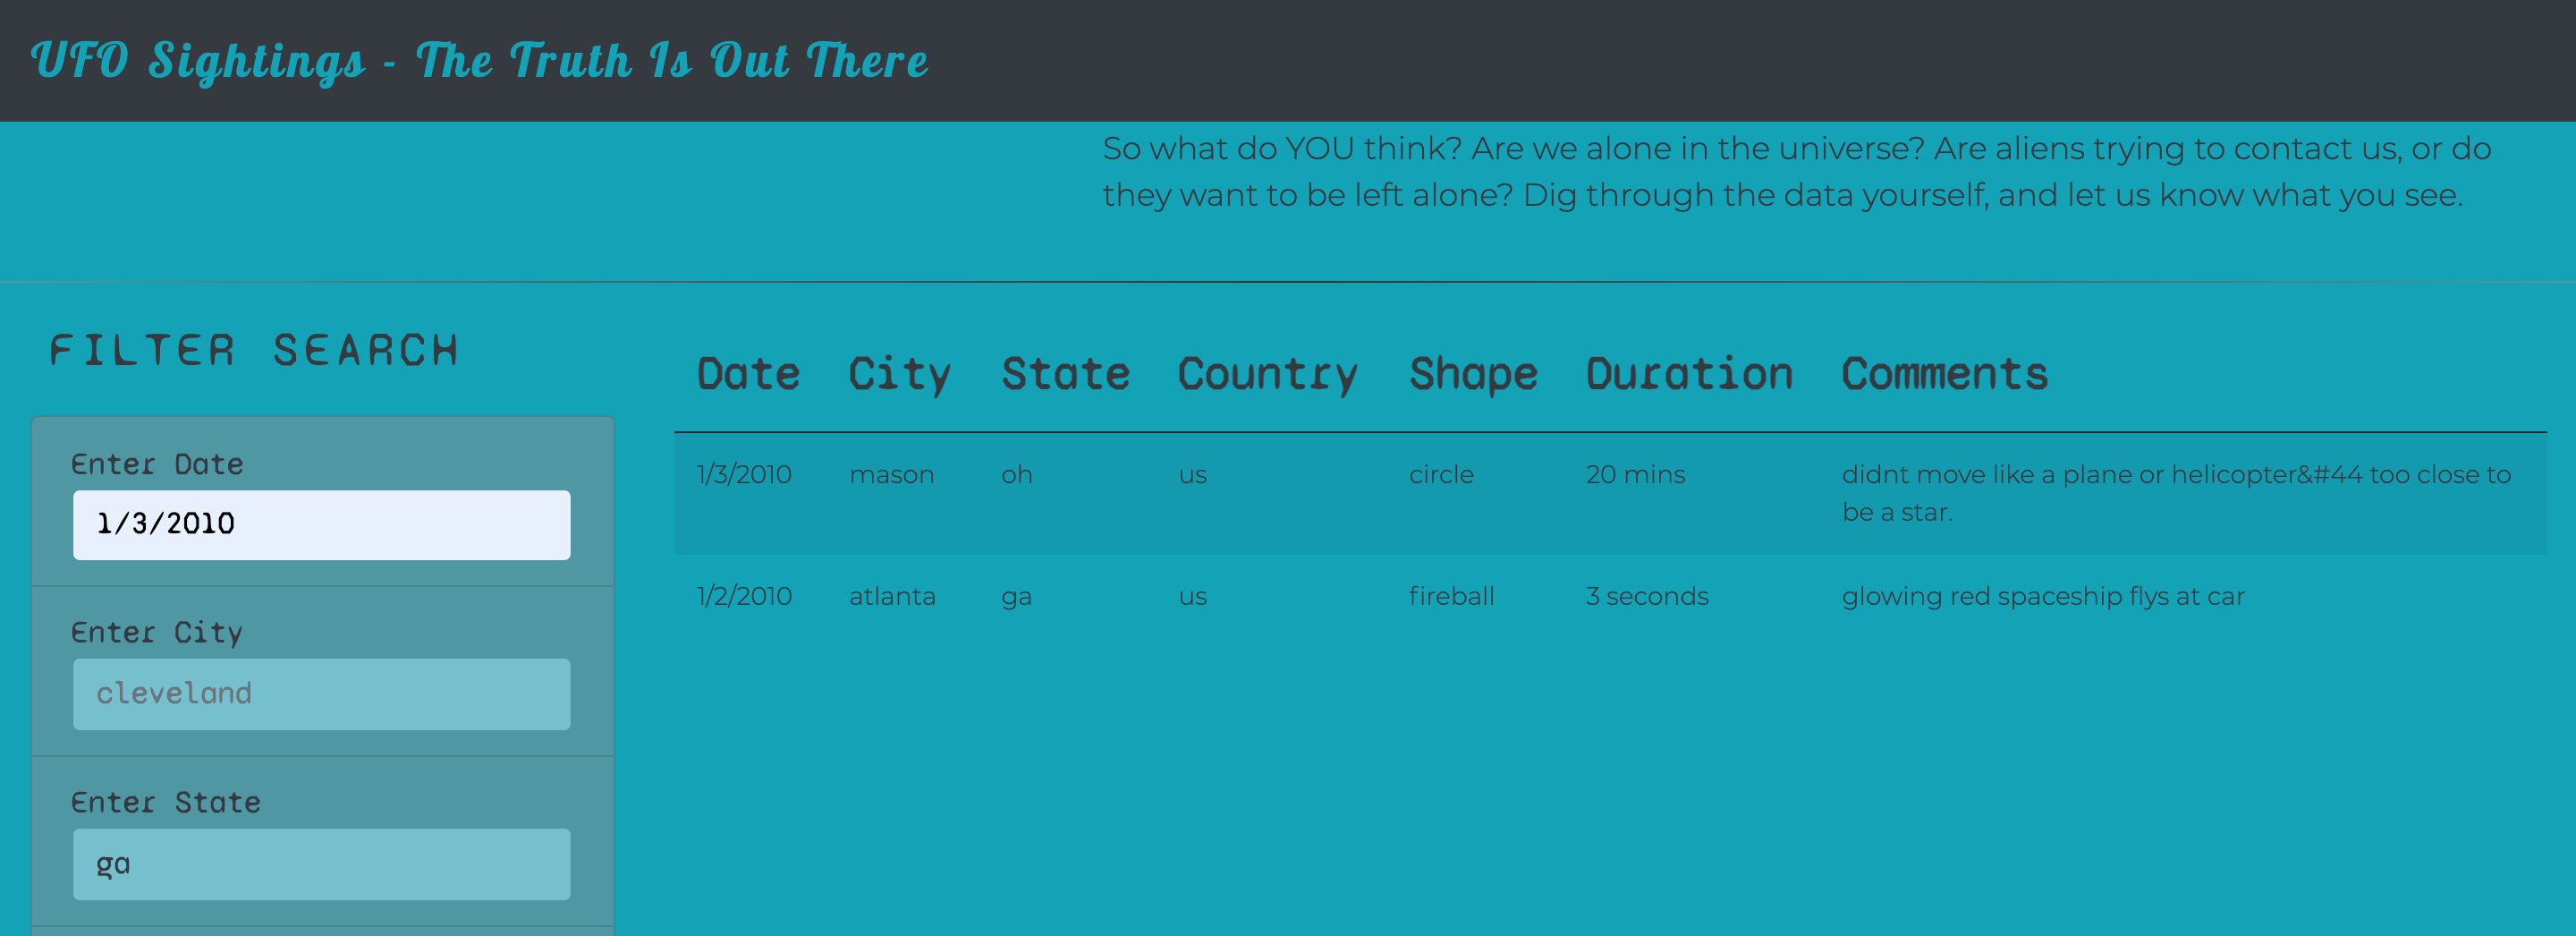 UFO Sightings - The Truth Is Out There
So what do YOU think? Are we alone in the universe? Are aliens trying to contact us, or do
they want to be left alone? Dig through the data yourself, and let us know what you see.
FILTER SEARCH
Enter Date
1/3/2010
Enter City
cleveland
Enter State
ga
Date City State Country Shape Duration Comments
1/3/2010 mason oh us circle 20 mins didnt move like a plane or helicopter&#44 too close to
be a star.
1/2/2010 atlanta ga us fireball 3 seconds glowing red spaceship flys at car